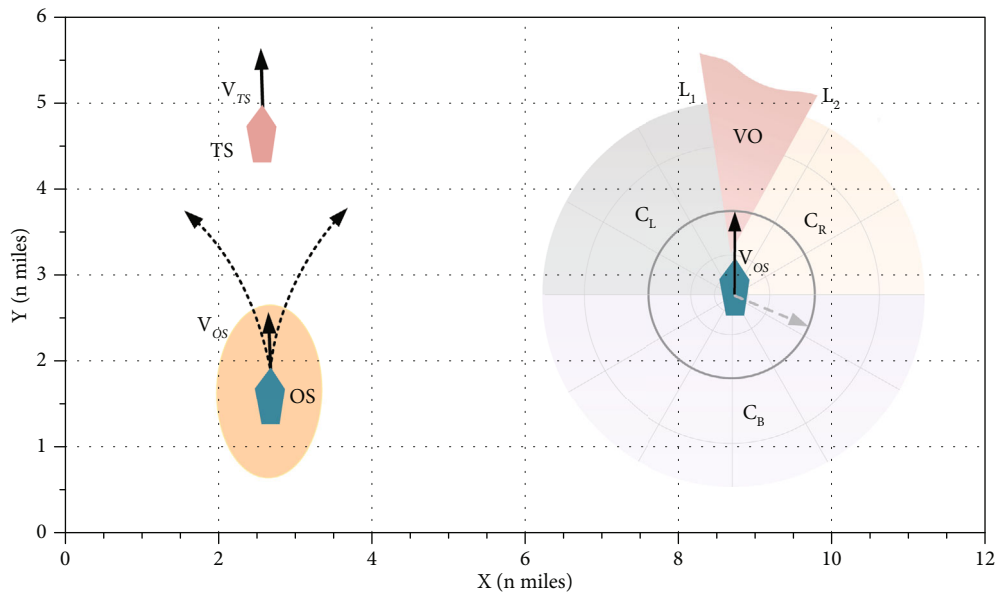 6
5
4
3
2
1
0
Y (n miles)
V_TS
TS
V_OS
OS
L_1
L_2
VO
C_L
C_R
V_OS
C_B
0 2 4 6 8 10 12
X (n miles)